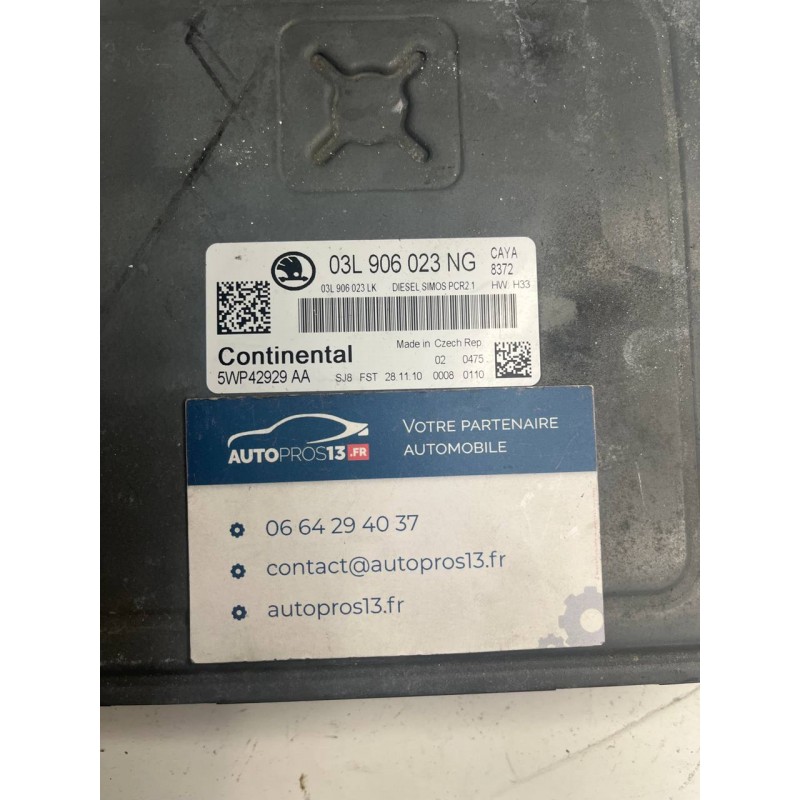 03L 906 023 NG
CAYA
8372
03L 906 023 LK DIESEL SIMOS PCR2.1 HW H33
Continental
Made in Czech Rep
02 0475
5WP42929 AA SJ8 FST 28.11.10 0008 0110
AUTOPROS13.FR
VOTRE PARTENAIRE
AUTOMOBILE
06 64 29 40 37
contact@autopros13.fr
autopros13.fr